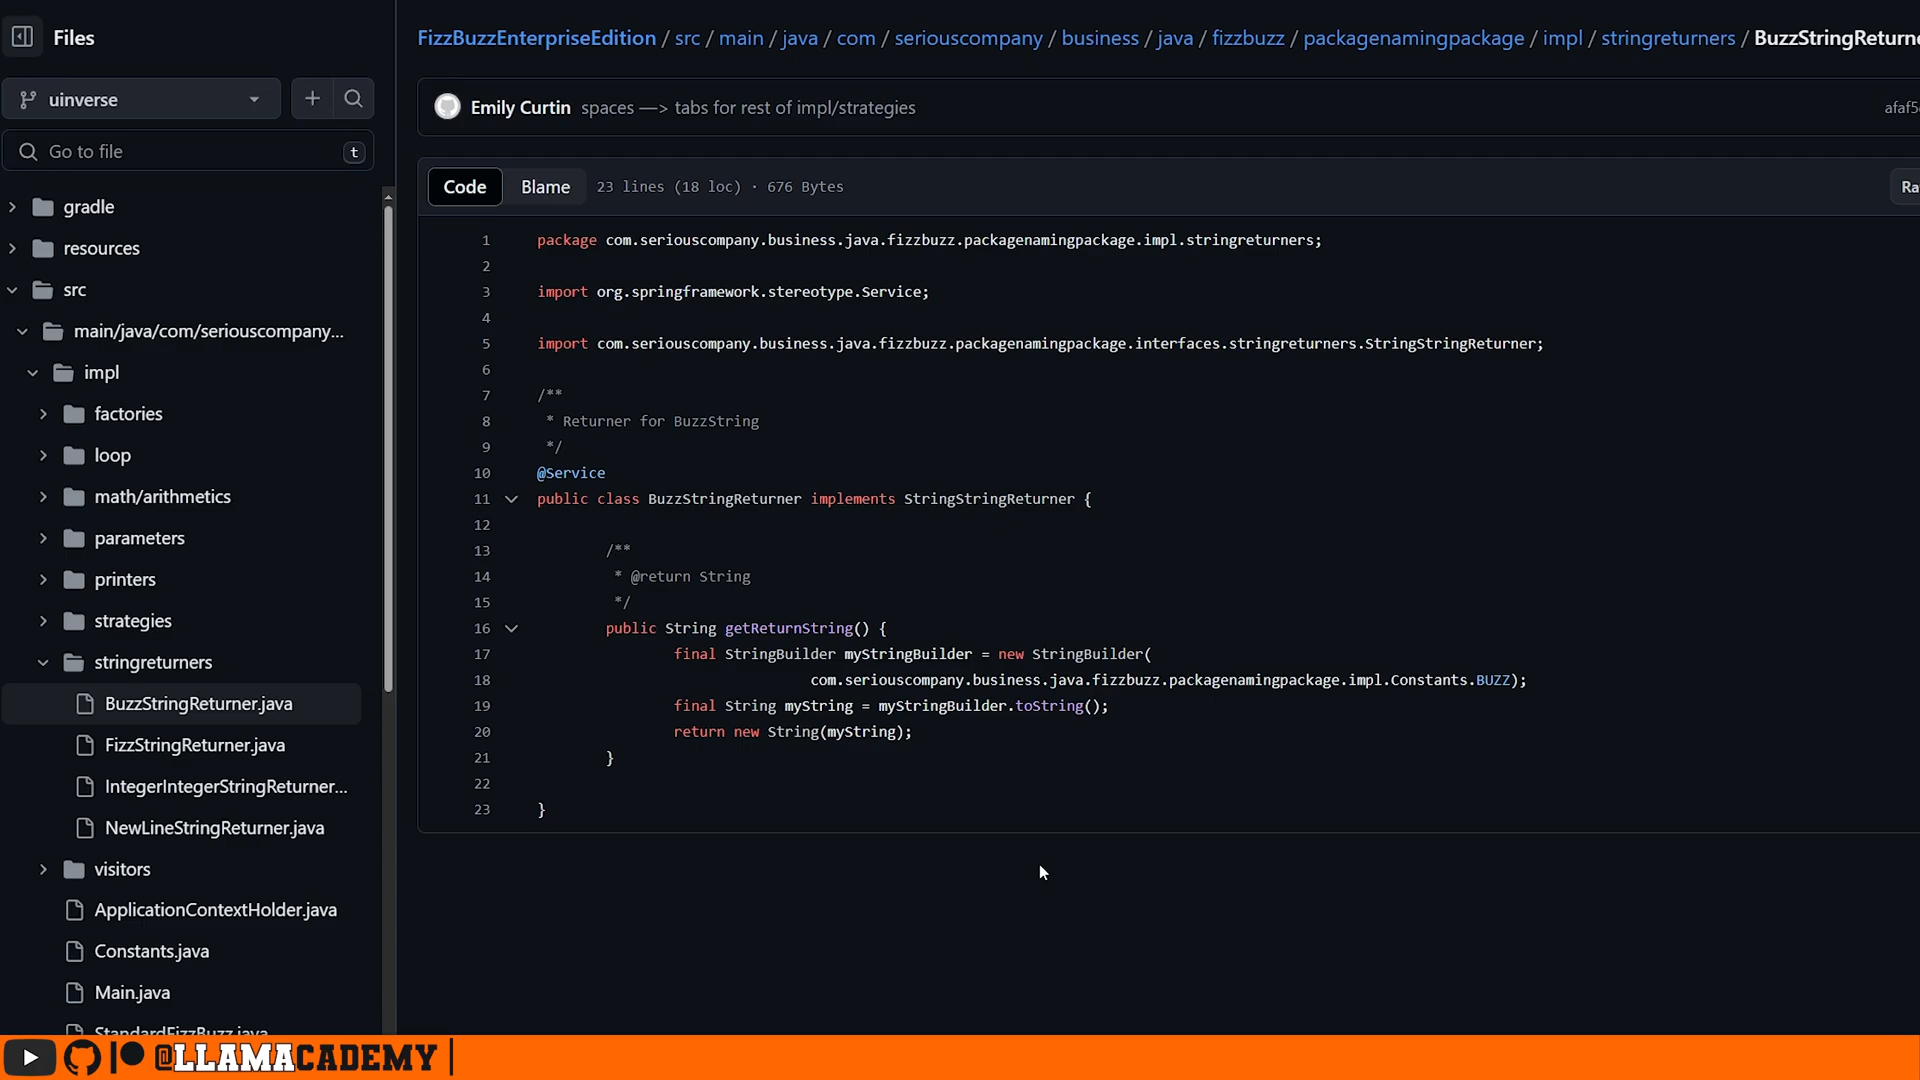 Files
uinverse
Go to file
t
gradle
resources
src
main/java/com/seriouscompany...
impl
factories
loop
math/arithmetics
parameters
printers
strategies
stringreturners
BuzzStringReturner.java
FizzStringReturner.java
IntegerIntegerStringReturner...
NewLineStringReturner.java
visitors
ApplicationContextHolder.java
Constants.java
Main.java
StandardFizzBuzz.java
FizzBuzzEnterpriseEdition / src / main / java / com / seriouscompany / business / java / fizzbuzz / packagenamingpackage / impl / stringreturners / BuzzStringReturne
Emily Curtin spaces —> tabs for rest of impl/strategies afaf5
Code Blame 23 lines (18 loc) · 676 Bytes Ra
1 package com.seriouscompany.business.java.fizzbuzz.packagenamingpackage.impl.stringreturners;
2
3 import org.springframework.stereotype.Service;
4
5 import com.seriouscompany.business.java.fizzbuzz.packagenamingpackage.interfaces.stringreturners.StringStringReturner;
6
7 /**
8 * Returner for BuzzString
9 */
10 @Service
11 public class BuzzStringReturner implements StringStringReturner {
12
13 /**
14 * @return String
15 */
16 public String getReturnString() {
17 final StringBuilder myStringBuilder = new StringBuilder(
18 com.seriouscompany.business.java.fizzbuzz.packagenamingpackage.impl.Constants.BUZZ);
19 final String myString = myStringBuilder.toString();
20 return new String(myString);
21 }
22
23 }
@LLAMACADEMY |